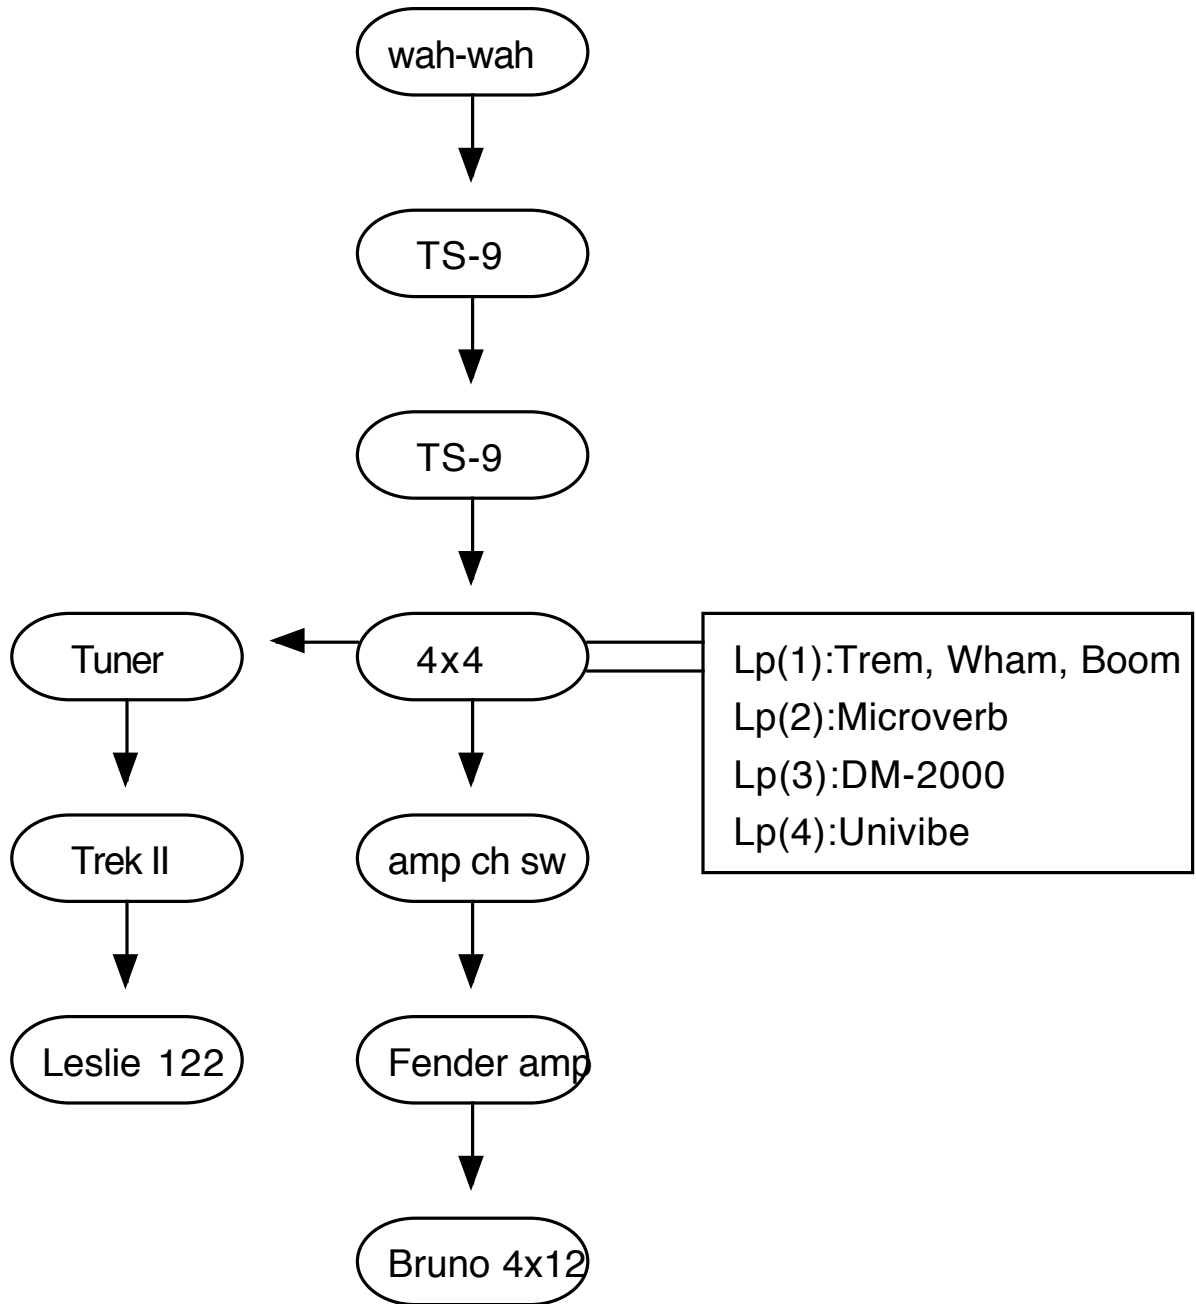 wah-wah
TS-9
TS-9
Tuner
4x4
Lp(1):Trem, Wham, Boom
Lp(2):Microverb
Lp(3):DM-2000
Lp(4):Univibe
Trek II
amp ch sw
Leslie 122
Fender amp
Bruno 4x12